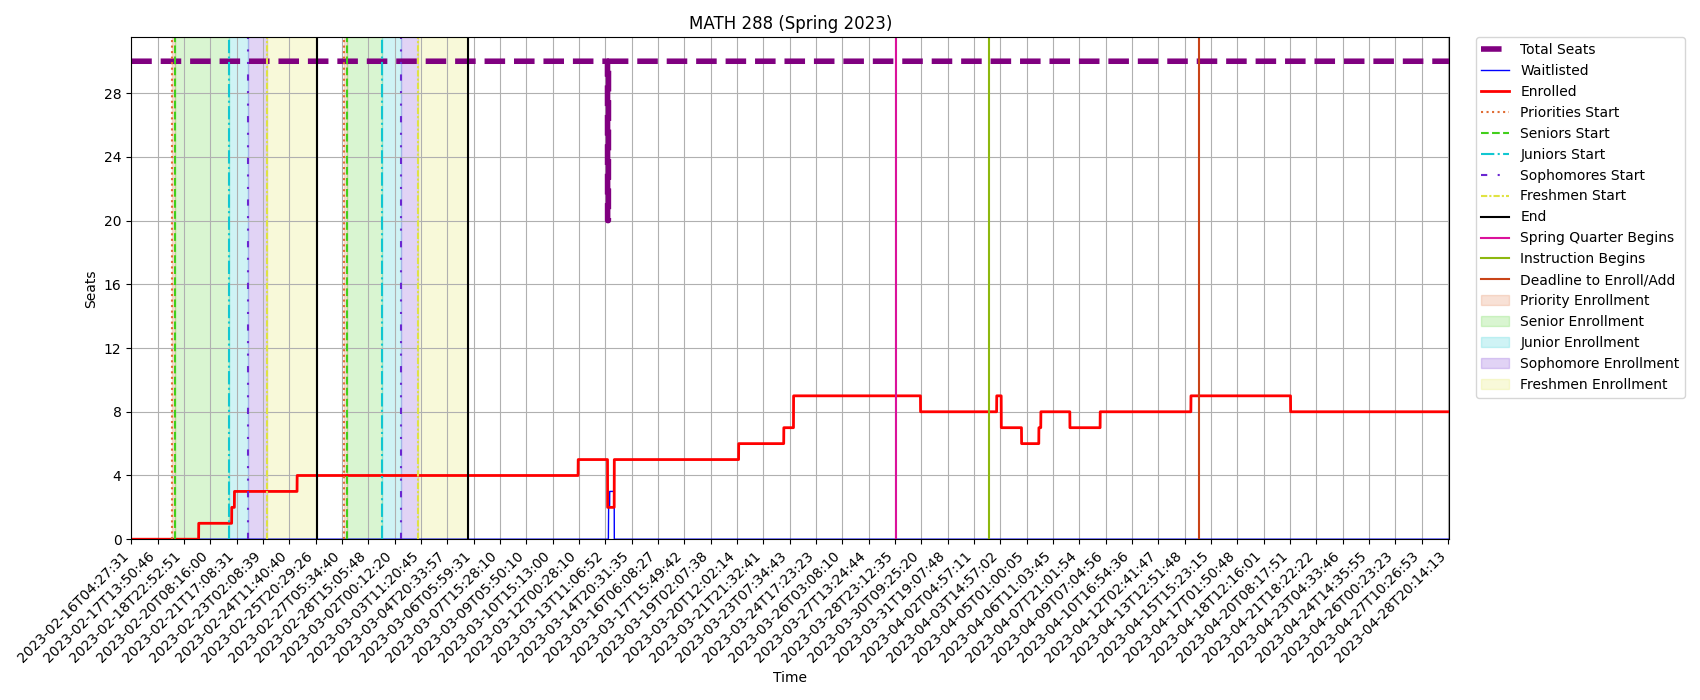 MATH 288 (Spring 2023)
Seats
28
24
20
16
12
8
4
0
2023-02-16T04:27:31
2023-02-17T13:50:46
2023-02-18T22:52:51
2023-02-20T08:16:00
2023-02-21T17:08:31
2023-02-23T02:08:39
2023-02-24T11:40:40
2023-02-25T20:29:26
2023-02-27T05:34:40
2023-02-28T15:05:48
2023-03-02T00:12:20
2023-03-03T11:20:45
2023-03-04T20:33:57
2023-03-06T05:59:31
2023-03-07T15:28:10
2023-03-09T05:50:10
2023-03-10T15:13:00
2023-03-12T00:28:10
2023-03-13T11:06:52
2023-03-14T20:31:35
2023-03-16T06:08:27
2023-03-17T15:49:42
2023-03-19T02:07:38
2023-03-20T12:02:14
2023-03-21T21:32:41
2023-03-23T07:34:43
2023-03-24T17:23:23
2023-03-26T03:08:10
2023-03-27T13:24:44
2023-03-28T23:12:35
2023-03-30T09:25:20
2023-03-31T19:07:48
2023-04-02T04:57:11
2023-04-03T14:57:02
2023-04-05T01:00:05
2023-04-06T11:03:45
2023-04-07T21:01:54
2023-04-09T07:04:56
2023-04-10T16:54:36
2023-04-12T02:41:47
2023-04-13T12:51:48
2023-04-15T15:23:15
2023-04-17T01:50:48
2023-04-18T12:16:01
2023-04-20T08:17:51
2023-04-21T18:22:22
2023-04-23T04:33:46
2023-04-24T14:35:55
2023-04-26T00:23:23
2023-04-27T10:26:53
2023-04-28T20:14:13
Time
Total Seats
Waitlisted
Enrolled
Priorities Start
Seniors Start
Juniors Start
Sophomores Start
Freshmen Start
End
Spring Quarter Begins
Instruction Begins
Deadline to Enroll/Add
Priority Enrollment
Senior Enrollment
Junior Enrollment
Sophomore Enrollment
Freshmen Enrollment